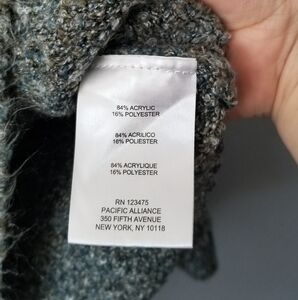 84% ACRYLIC
16% POLYESTER
84% ACRILICO
16% POLIÉSTER
84% ACRYLIQUE
16% POLYESTER
RN 123475
PACIFIC ALLIANCE
350 FIFTH AVENUE
NEW YORK, NY 10118